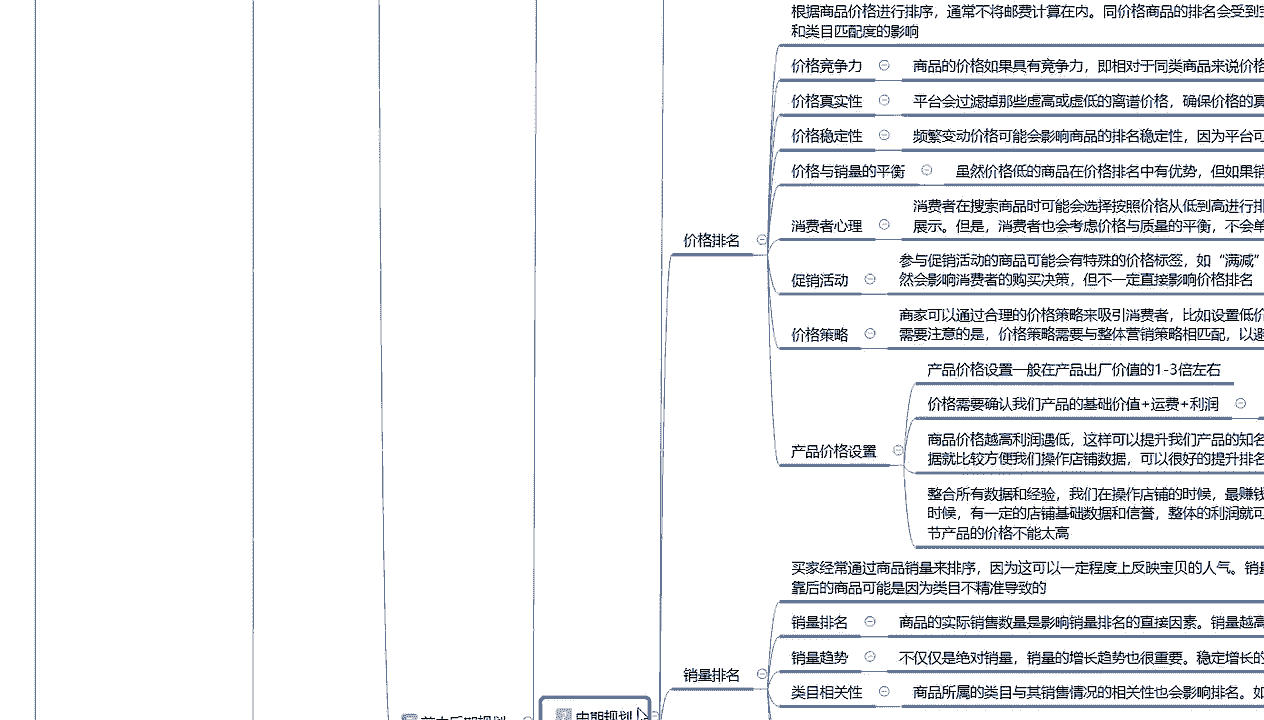 根据商品价格进行排序，通常不将邮费计算在内。同价格商品的排名会受到
和类目匹配度的影响
价格竞争力 商品的价格如果具有竞争力，即相对于同类商品来说价格
价格真实性 平台会过滤掉那些虚高或虚低的离谱价格，确保价格的真
价格稳定性 频繁变动价格可能会影响商品的排名稳定性，因为平台可
价格与销量的平衡 虽然价格低的商品在价格排名中有优势，但如果销
消费者在搜索商品时可能会选择按照价格从低到高进行排
消费者心理 展示。但是，消费者也会考虑价格与质量的平衡，不会单
价格排名
参与促销活动的商品可能会有特殊的价格标签，如“满减”
促销活动 然会影响消费者的购买决策，但不一定直接影响价格排名
商家可以通过合理的价格策略来吸引消费者，比如设置低价
价格策略 需要注意的是，价格策略需要与整体营销策略相匹配，以避
产品价格设置一般在产品出厂价值的1-3倍左右
价格需要确认我们产品的基础价值+运费+利润
商品价格越高利润遇低，这样可以提升我们产品的知名
产品价格设置 据就比较方便我们操作店铺数据，可以很好的提升排名
整合所有数据和经验，我们在操作店铺的时候，最赚钱
时候，有一定的店铺基础数据和信誉，整体的利润就可
节产品的价格不能太高
买家经常通过商品销量来排序，因为这可以一定程度上反映宝贝的人气。销量
靠后的商品可能是因为类目不精准导致的
销量排名 商品的实际销售数量是影响销量排名的直接因素。销量越高
销量趋势 不仅仅是绝对销量，销量的增长趋势也很重要。稳定增长的
销量排名
类目相关性 商品所属的类目与其销售情况的相关性也会影响排名。如
前中后期规划 中期规划